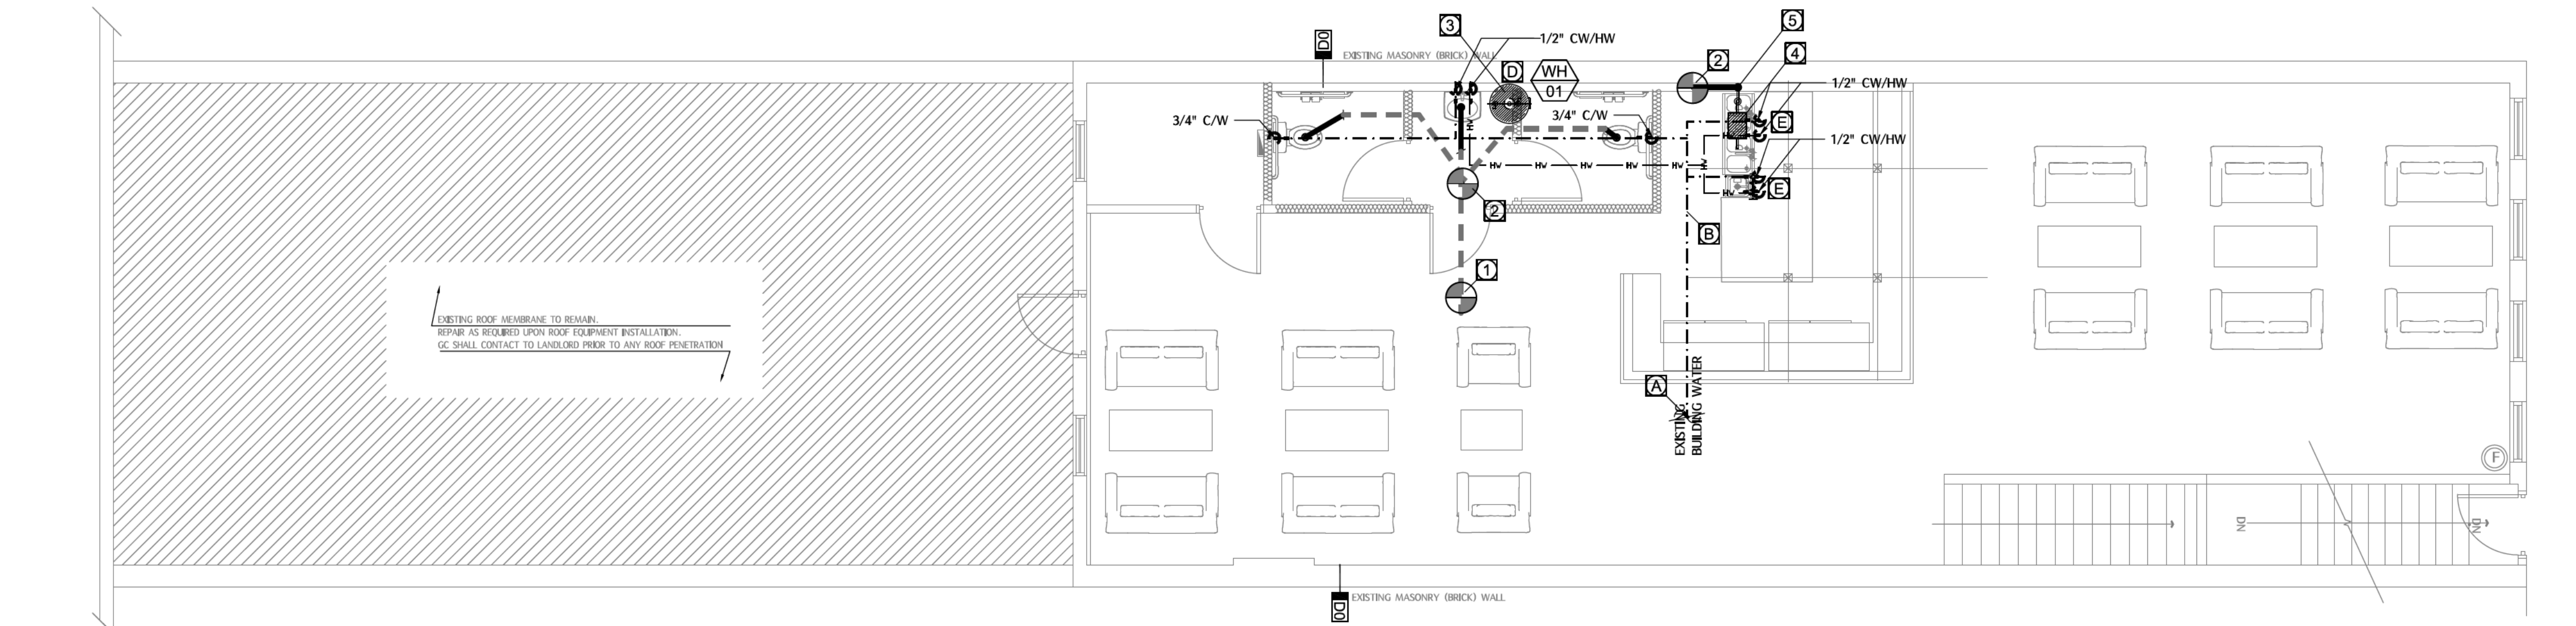 3
5
D0
1/2" CW/HW
EXISTING MASONRY (BRICK) WALL
2
4
D
WH
01
1/2" CW/HW
3/4" C/W
3/4" C/W
E
HW
1/2" CW/HW
HW
HW
HW
HW
HW
HW
HW
E
2
B
1
EXISTING ROOF MEMBRANE TO REMAIN.
REPAIR AS REQUIRED UPON ROOF EQUIPMENT INSTALLATION.
GC SHALL CONTACT TO LANDLORD PRIOR TO ANY ROOF PENETRATION
A
EXISTING
BUILDING WATER
F
DN
DN
D0
EXISTING MASONRY (BRICK) WALL